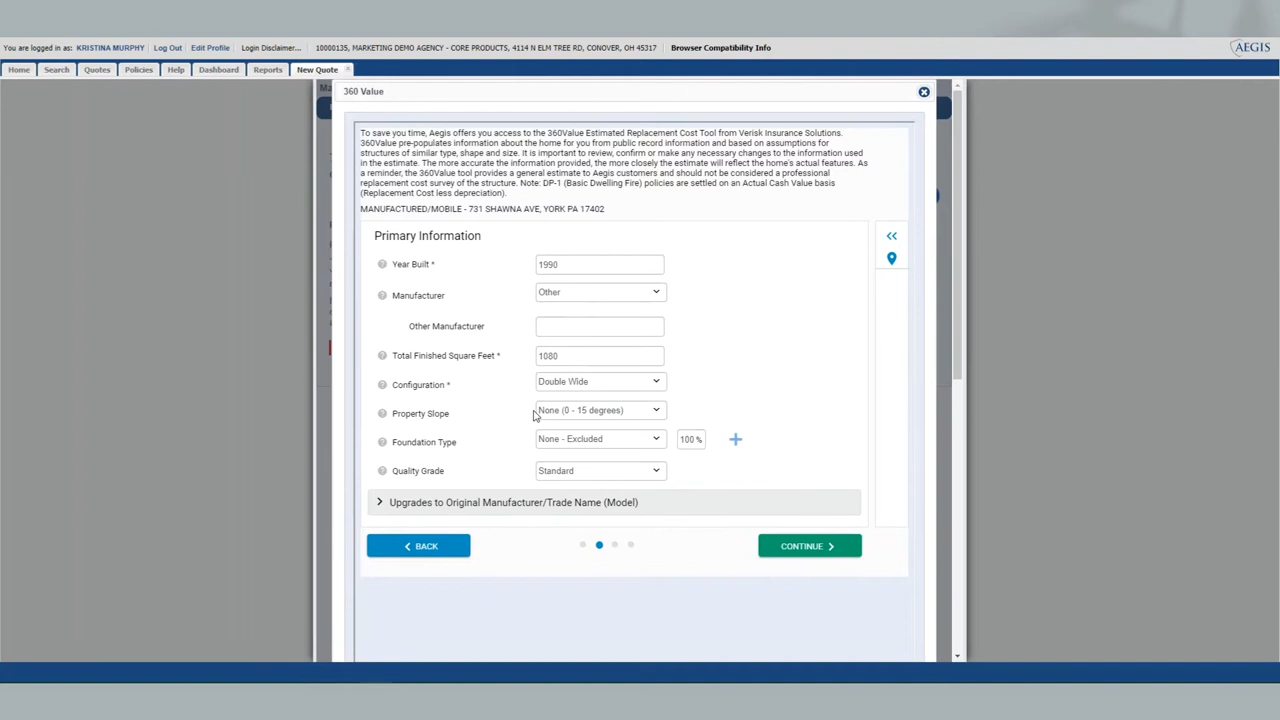 You are logged in as: KRISTINA MURPHY Log Out Edit Profile Login Disclaimer... 10000135, MARKETING DEMO AGENCY - CORE PRODUCTS, 4114 N ELM TREE RD, CONOVER, OH 45317 Browser Compatibility Info AEGIS
Home Search Quotes Policies Help Dashboard Reports New Quote
360 Value
To save you time, Aegis offers you access to the 360Value Estimated Replacement Cost Tool from Verisk Insurance Solutions.
360Value pre-populates information about the home for you from public record information and based on assumptions for
structures of similar type, shape and size. It is important to review, confirm or make any necessary changes to the information used
in the estimate. The more accurate the information provided, the more closely the estimate will reflect the home's actual features. As
a reminder, the 360Value tool provides a general estimate to Aegis customers and should not be considered a professional
replacement cost survey of the structure. Note: DP-1 (Basic Dwelling Fire) policies are settled on an Actual Cash Value basis
(Replacement Cost less depreciation).
MANUFACTURED/MOBILE - 731 SHAWNA AVE, YORK PA 17402
Primary Information
Year Built * 1990
Manufacturer Other
Other Manufacturer
Total Finished Square Feet * 1080
Configuration * Double Wide
Property Slope None (0 - 15 degrees)
Foundation Type None - Excluded 100 %
Quality Grade Standard
Upgrades to Original Manufacturer/Trade Name (Model)
BACK CONTINUE